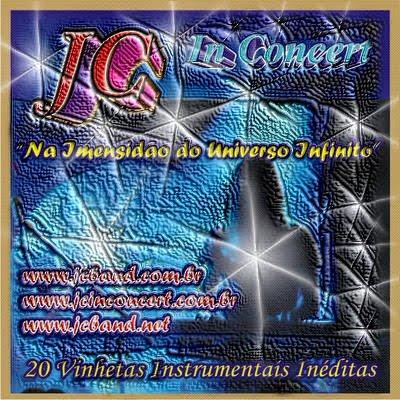 JC In Concert
"Na Imensidão do Universo Infinito"
www.jcband.com.br
www.jcinconcert.com.br
www.jcband.net
20 Vinhetas Instrumentais Inéditas